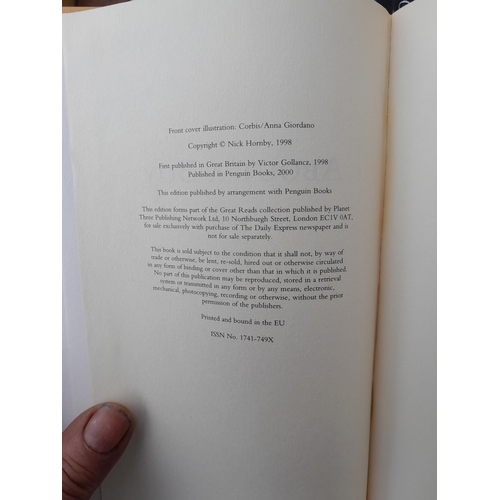 Front cover illustration: Corbis/Anna Giordano
Copyright © Nick Hornby, 1998
First published in Great Britain by Victor Gollancz, 1998
Published in Penguin Books, 2000
This edition published by arrangement with Penguin Books
This edition forms part of the Great Reads collection published by Planet
Three Publishing Network Ltd, 10 Northburgh Street, London EC1V 0AT,
for sale exclusively with purchase of The Daily Express newspaper and is
not for sale separately.
This book is sold subject to the condition that it shall not, by way of
trade or otherwise, be lent, re-sold, hired out or otherwise circulated
in any form of binding or cover other than that in which it is published.
No part of this publication may be reproduced, stored in a retrieval
system or transmitted in any form or by any means, electronic,
mechanical, photocopying, recording or otherwise, without the prior
permission of the publishers.
Printed and bound in the EU
ISSN No. 1741-749X